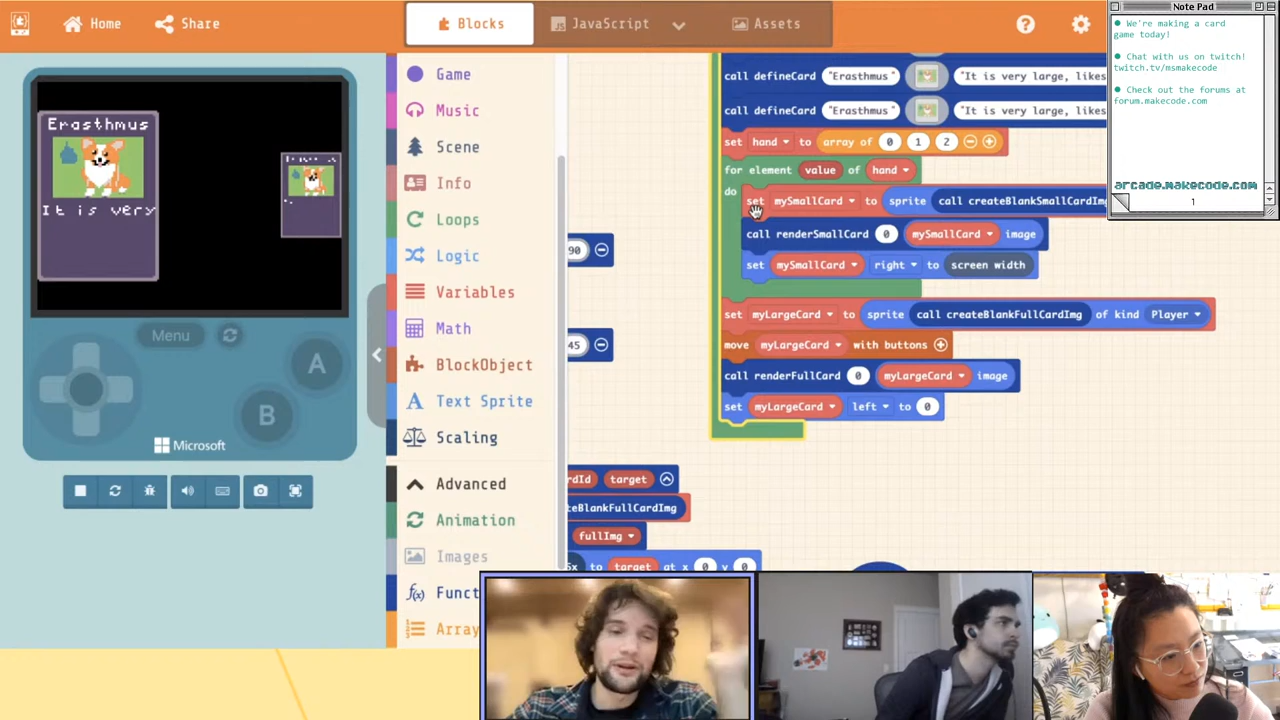 Home
Share
Blocks
JavaScript
Assets
Note Pad
We're making a card
game today!
Chat with us on twitch!
twitch.tv/msmakecode
Check out the forums at
forum.makecode.com
arcade.makecode.com
1
Erasthmus
It is very
Menu
A
B
Microsoft
Game
Music
Scene
Info
Loops
Logic
Variables
Math
BlockObject
Text Sprite
Scaling
Advanced
Animation
Images
Funct
Array
call defineCard "Erasthmus" "It is very large, likes
call defineCard "Erasthmus" "It is very large, likes
set hand to array of 0 1 2
for element value of hand
do
set mySmallCard to sprite call createBlankSmallCardImg
call renderSmallCard 0 mySmallCard image
set mySmallCard right to screen width
set myLargeCard to sprite call createBlankFullCardImg of kind Player
move myLargeCard with buttons
call renderFullCard 0 myLargeCard image
set myLargeCard left to 0
90
45
rdId target
teBlankFullCardImg
fullImg
to target at x 0 y 0